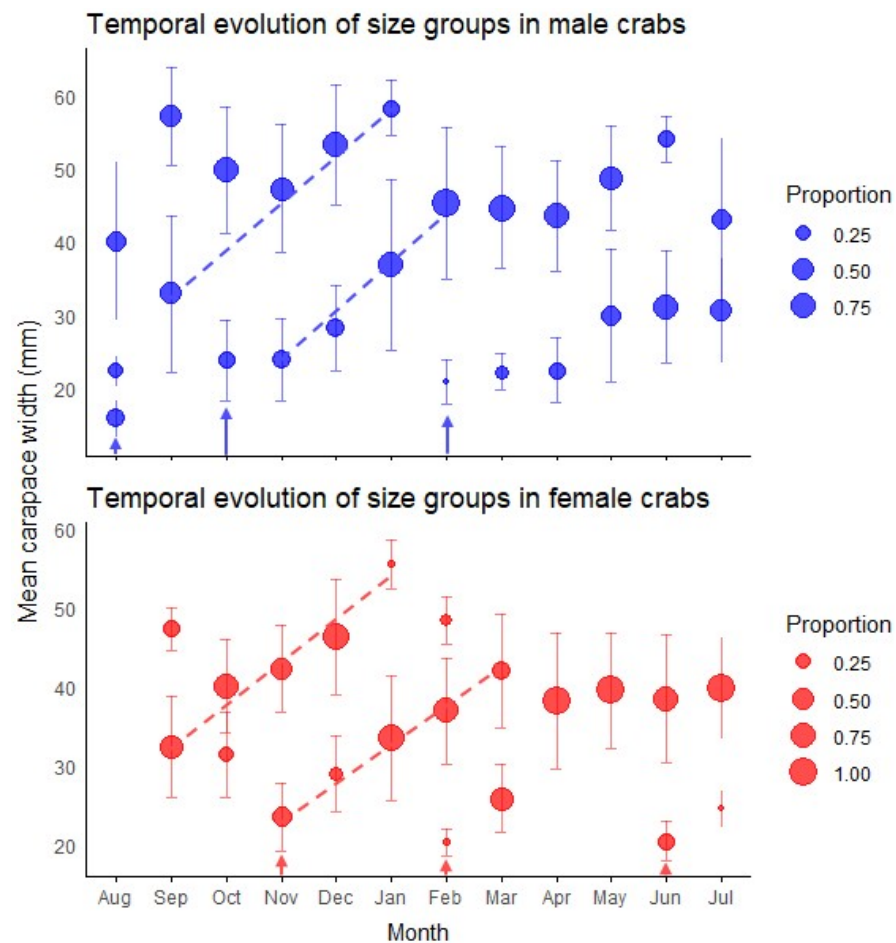 Temporal evolution of size groups in male crabs
60
50
40
30
20
Proportion
0.25
0.50
0.75
Mean carapace width (mm)
Temporal evolution of size groups in female crabs
60
50
40
30
20
Proportion
0.25
0.50
0.75
1.00
Aug Sep Oct Nov Dec Jan Feb Mar Apr May Jun Jul
Month